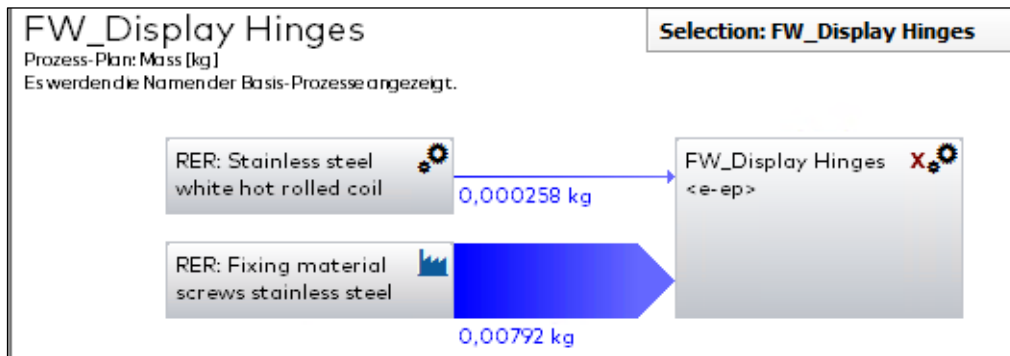 FW_Display Hinges
Selection: FW_Display Hinges
Prozess-Plan: Mass [kg]
Es werden die Namen der Basis-Prozesse angezeigt.
RER: Stainless steel
white hot rolled coil
0,000258 kg
FW_Display Hinges X
<e-ep>
RER: Fixing material
screws stainless steel
0,00792 kg